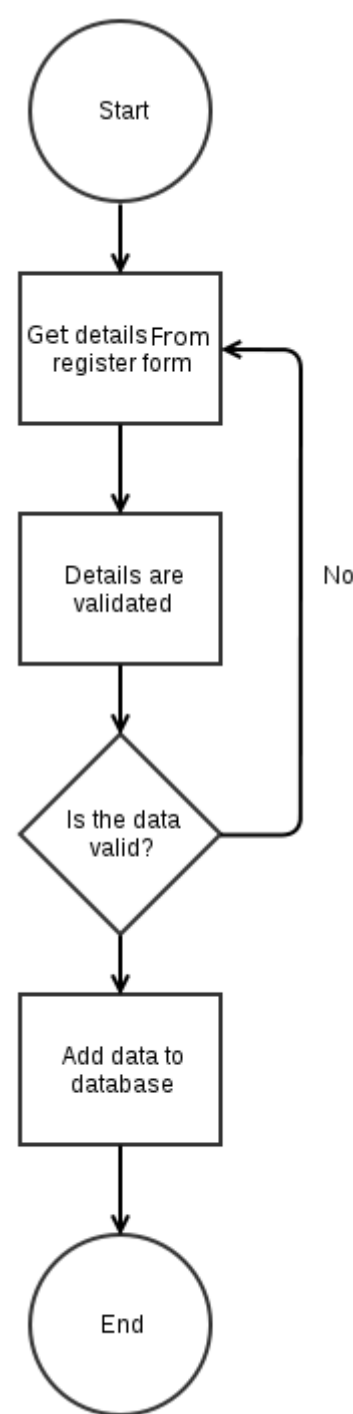 Start
Get details From
register form
Details are
validated
No
Is the data
valid?
Add data to
database
End